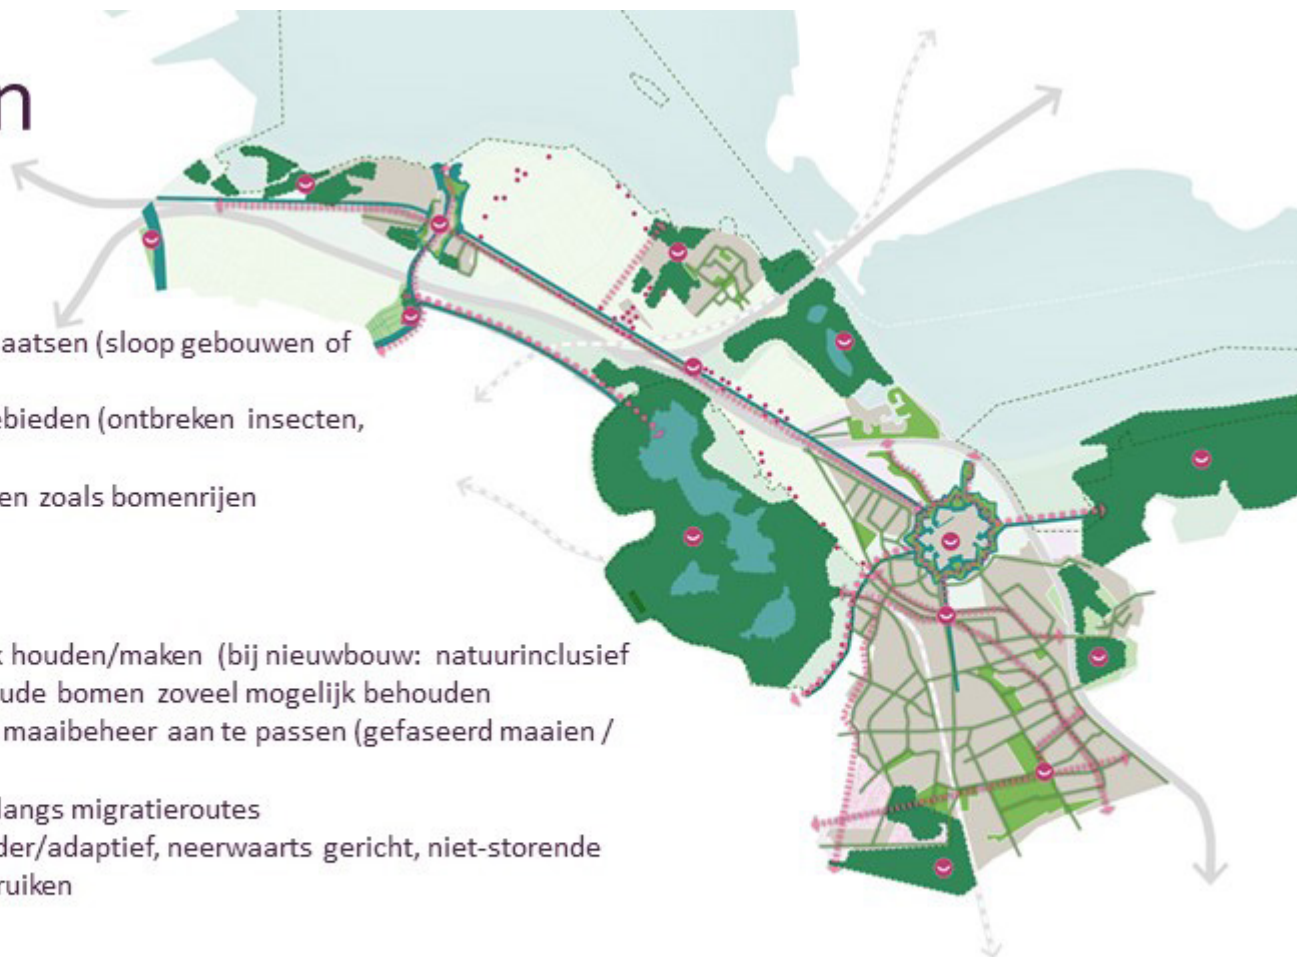 n
aatsen (sloop gebouwen of
ebieden (ontbreken insecten,
en zoals bomenrijen
k houden/maken (bij nieuwbouw: natuurinclusief
ude bomen zoveel mogelijk behouden
maaibeheer aan te passen (gefaseerd maaien /
langs migratieroutes
der/adaptief, neerwaarts gericht, niet-storende
ruiken